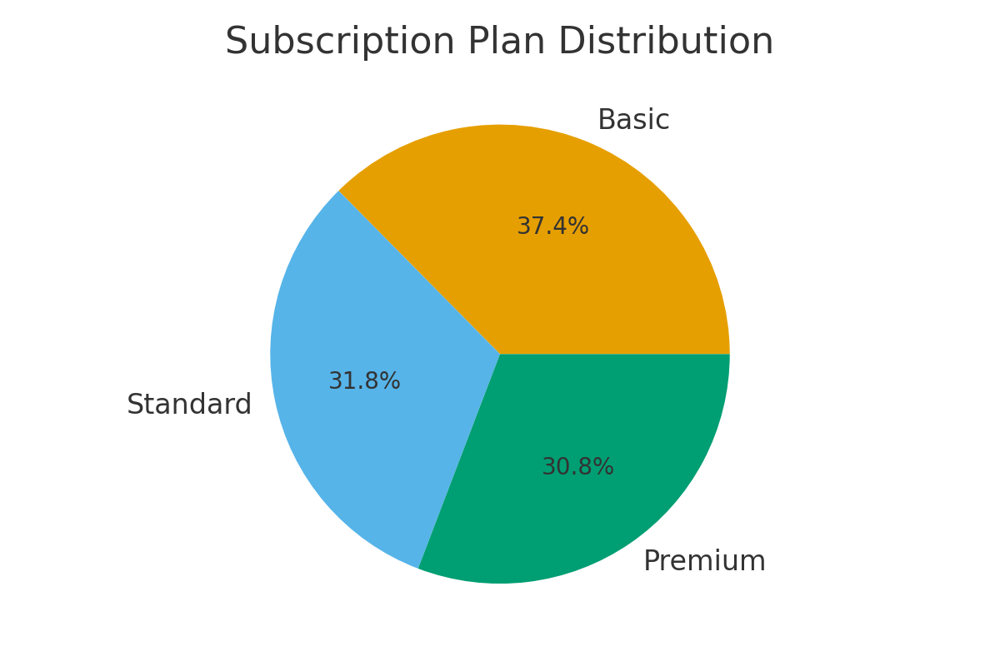 Subscription Plan Distribution
Basic
37.4%
31.8%
Standard
30.8%
Premium